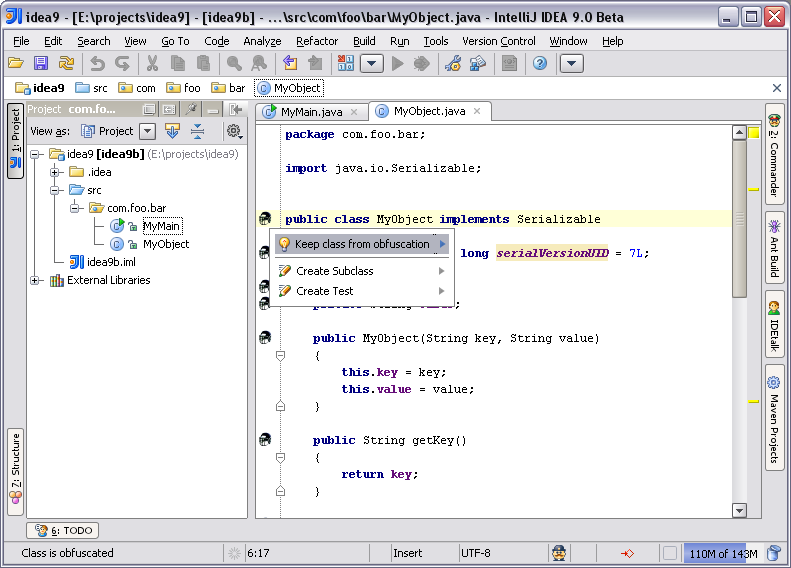 idea9 - [E:\projects\idea9] - [idea9b] - ...\src\com\foo\bar\MyObject.java - IntelliJ IDEA 9.0 Beta
File Edit Search View Go To Code Analyze Refactor Build Run Tools Version Control Window Help
idea9 src com foo bar MyObject
1: Project
Project com.fo...
View as: Project
idea9 [idea9b] (E:\projects\idea9)
.idea
src
com.foo.bar
MyMain
MyObject
idea9b.iml
External Libraries
7: Structure
MyMain.java MyObject.java
package com.foo.bar;
import java.io.Serializable;
public class MyObject implements Serializable
Keep class from obfuscation
long serialVersionUID = 7L;
Create Subclass
Create Test
public MyObject(String key, String value)
{
this.key = key;
this.value = value;
}
public String getKey()
{
return key;
}
2: Commander
Ant Build
IDEtalk
Maven Projects
6: TODO
Class is obfuscated 6:17 Insert UTF-8 110M of 143M